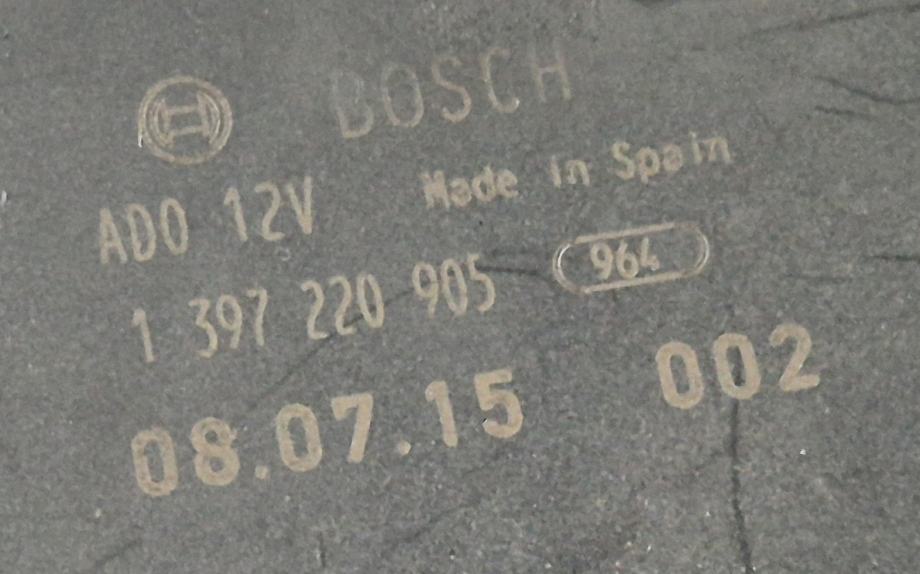 BOSCH
Made in Spain
ADO 12V
1 397 220 905 964
08.07.15 002